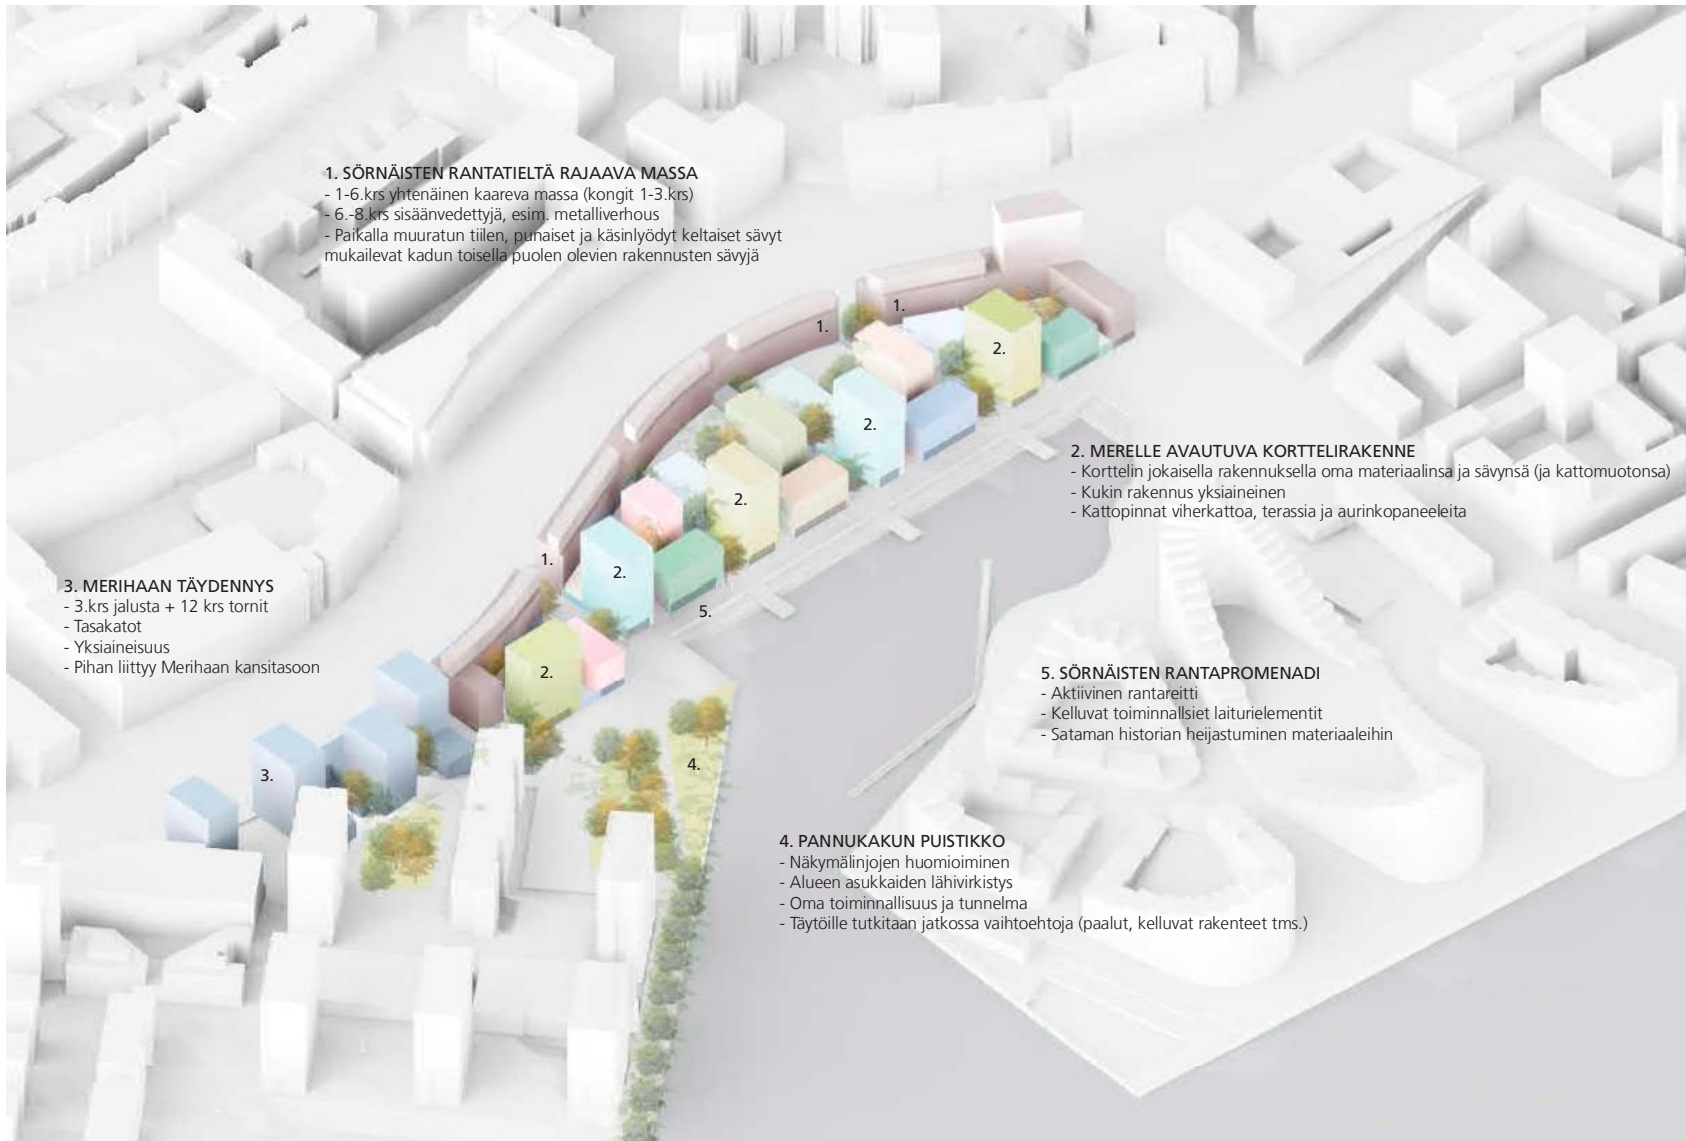 1. SÖRNÄISTEN RANTATIELTÄ RAJAAVA MASSA
- 1-6.krs yhtenäinen kaareva massa (kongit 1-3.krs)
- 6.-8.krs sisäänvedettyjä, esim. metalliverhous
- Paikalla muuratun tiilen, punaiset ja käsinlyödyt keltaiset sävyt
mukailevat kadun toisella puolen olevien rakennusten sävyjä
1.
1.
2.
2.
2. MERELLE AVAUTUVA KORTTELIRAKENNE
- Korttelin jokaisella rakennuksella oma materiaalinsa ja sävynsä (ja kattomuotonsa)
- Kukin rakennus yksiaineinen
- Kattopinnat viherkattoa, terassia ja aurinkopaneeleita
2.
1.
2.
3. MERIHAAN TÄYDENNYS
- 3.krs jalusta + 12 krs tornit
- Tasakatot
- Yksiaineisuus
- Pihan liittyy Merihaan kansitasoon
5.
2.
5. SÖRNÄISTEN RANTAPROMENADI
- Aktiivinen rantareitti
- Kelluvat toiminnallsiet laiturielementit
- Sataman historian heijastuminen materiaaleihin
3.
4.
4. PANNUKAKUN PUISTIKKO
- Näkymälinjojen huomioiminen
- Alueen asukkaiden lähivirkistys
- Oma toiminnallisuus ja tunnelma
- Täytöille tutkitaan jatkossa vaihtoehtoja (paalut, kelluvat rakenteet tms.)